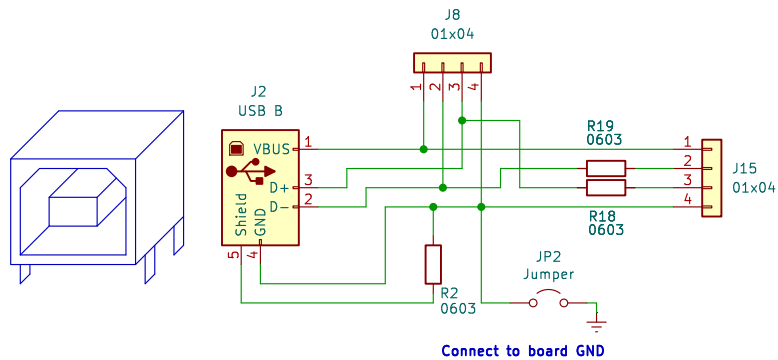 J8
01x04
1
2
3
4
J2
USB B
VBUS
1
D+
3
D-
2
Shield
GND
5
4
R19
0603
R18
0603
1
2
3
4
J15
01x04
R2
0603
JP2
Jumper
Connect to board GND